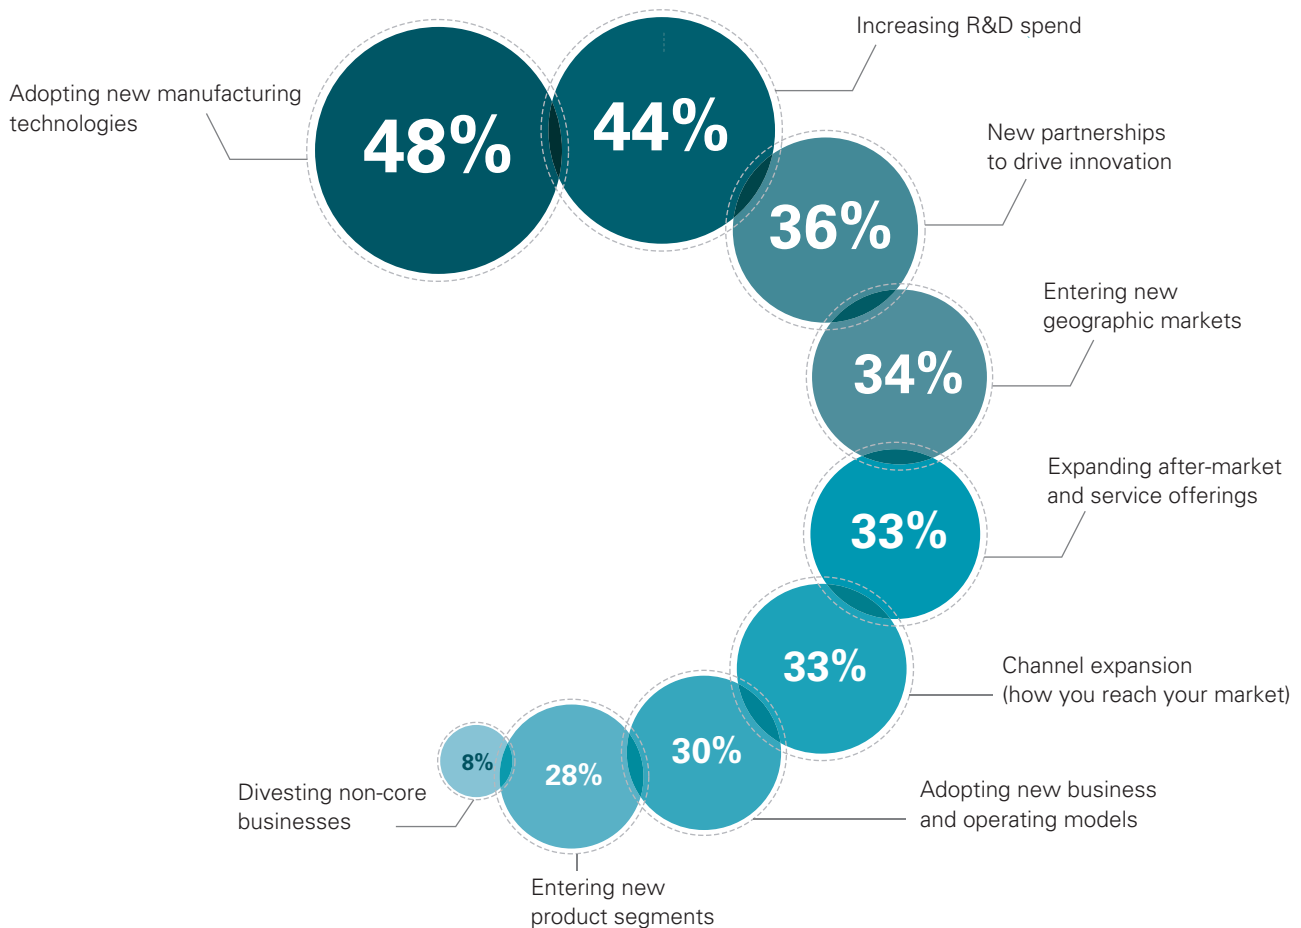 Increasing R&D spend
Adopting new manufacturing
technologies
48%
44%
New partnerships
to drive innovation
36%
Entering new
geographic markets
34%
Expanding after-market
and service offerings
33%
Channel expansion
(how you reach your market)
33%
Adopting new business
and operating models
30%
28%
8%
Divesting non-core
businesses
Entering new
product segments